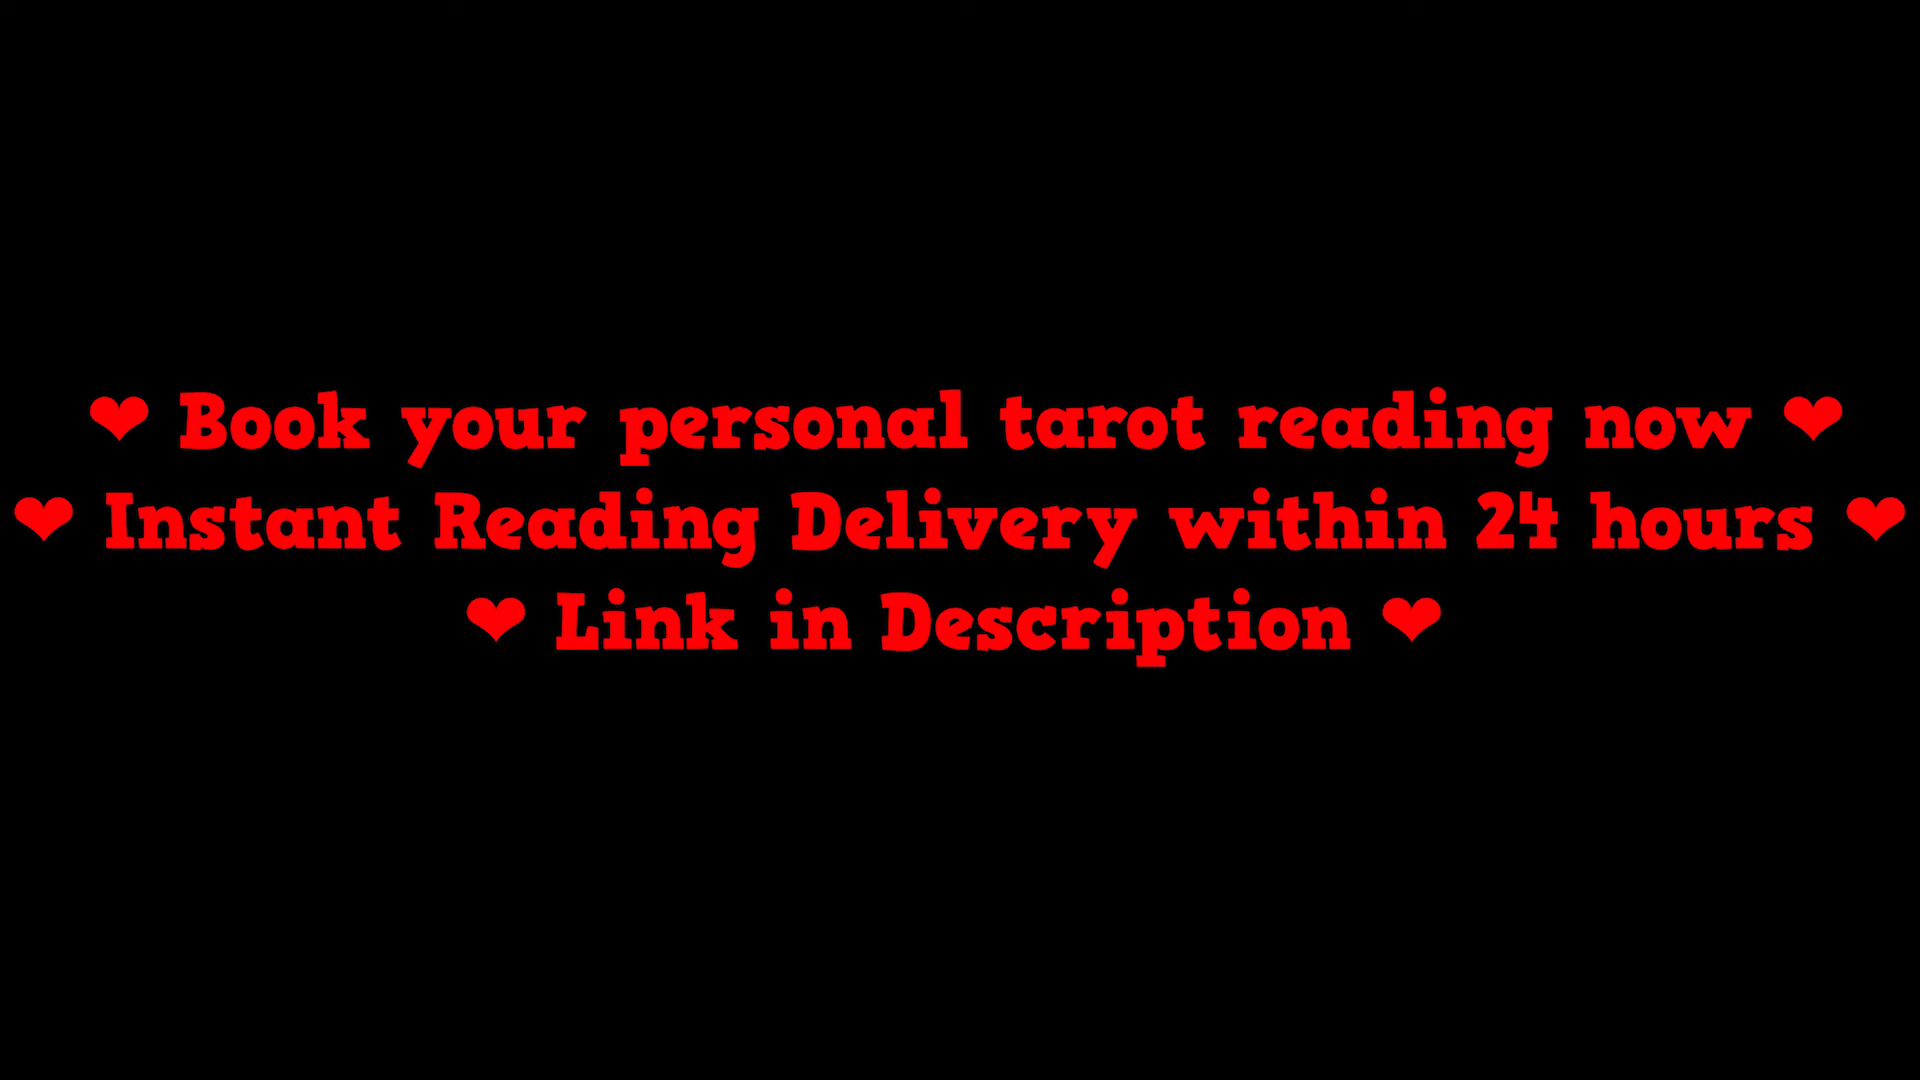 ❤ Book your personal tarot reading now ❤
❤ Instant Reading Delivery within 24 hours ❤
❤ Link in Description ❤